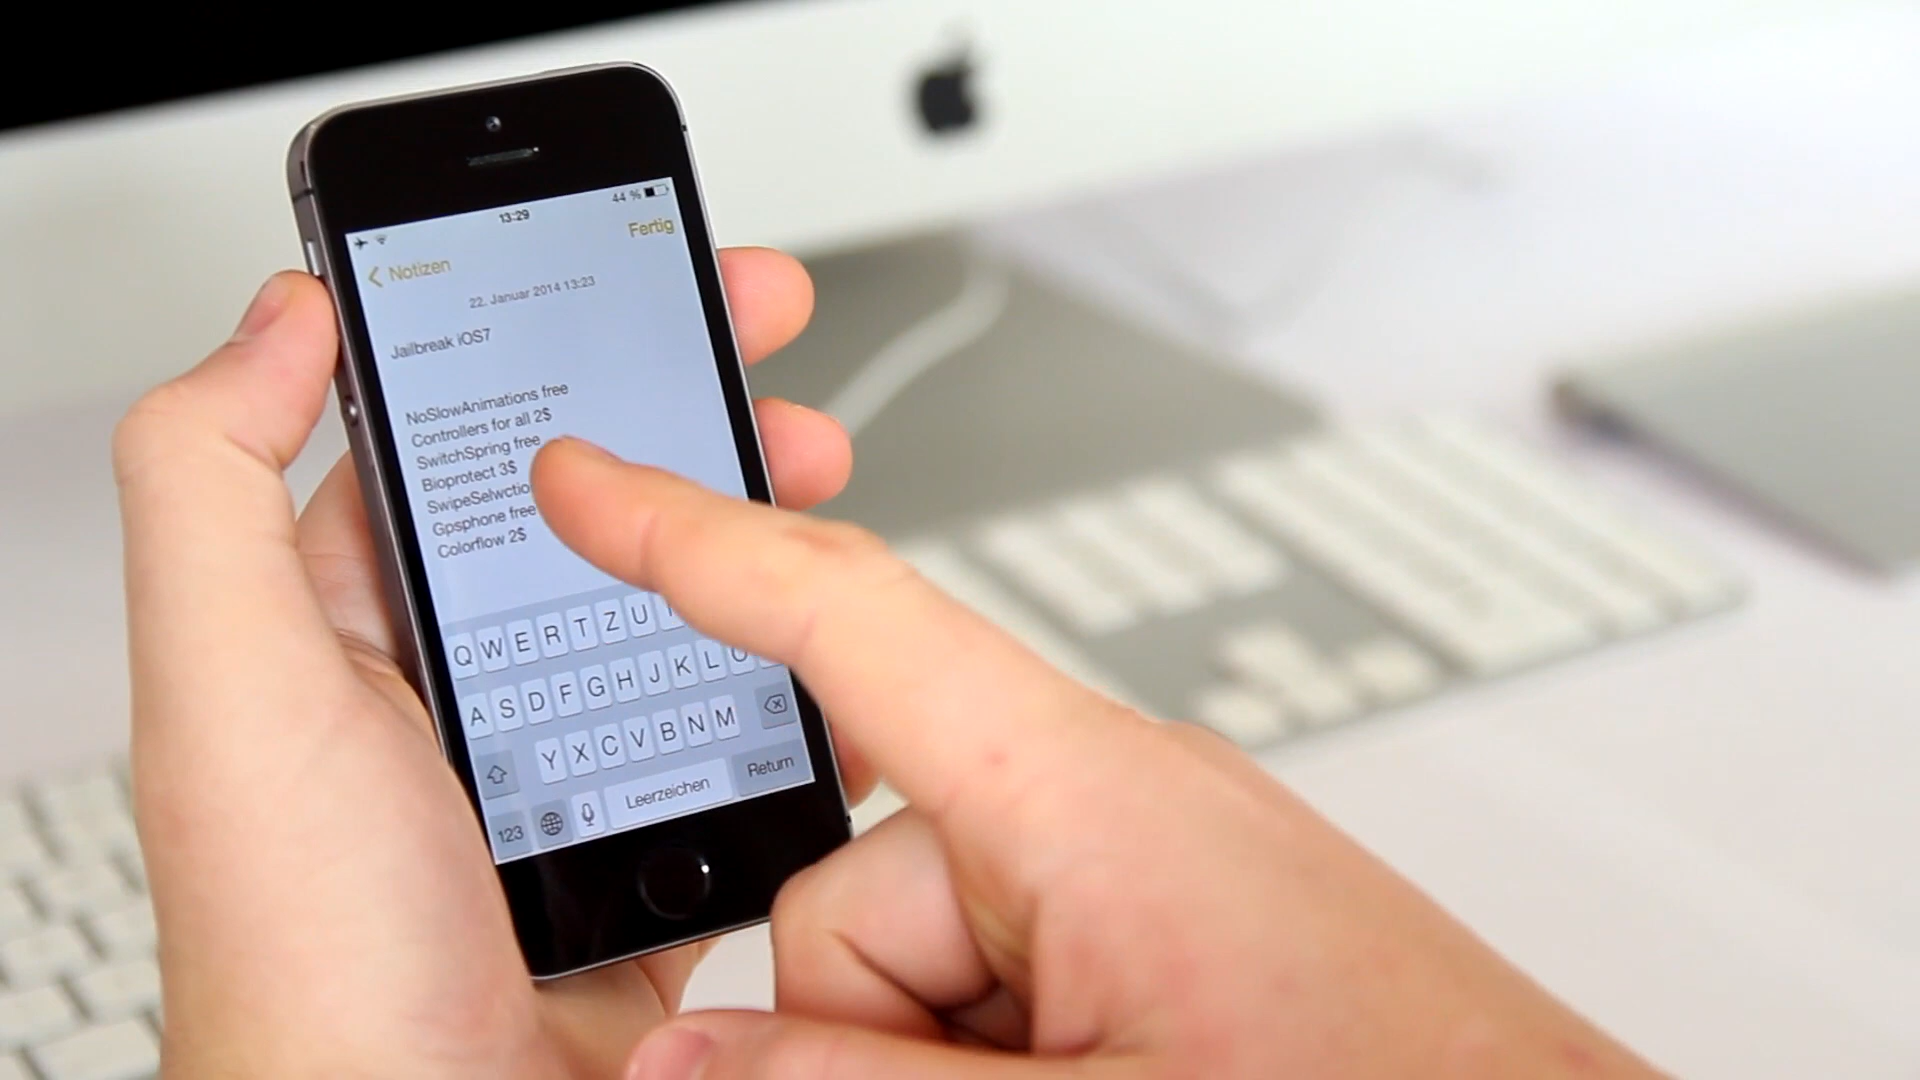 44 %
13:29
Fertig
Notizen
22. Januar 2014 13:23
Jailbreak iOS7
NoSlowAnimations free
Controllers for all 2$
SwitchSpring free
Bioprotect 3$
SwipeSelwctio
Gpsphone free
Colorflow 2$
Q W E R T Z U
A S D F G H J K L Ö
Y X C V B N M
123 Leerzeichen Return